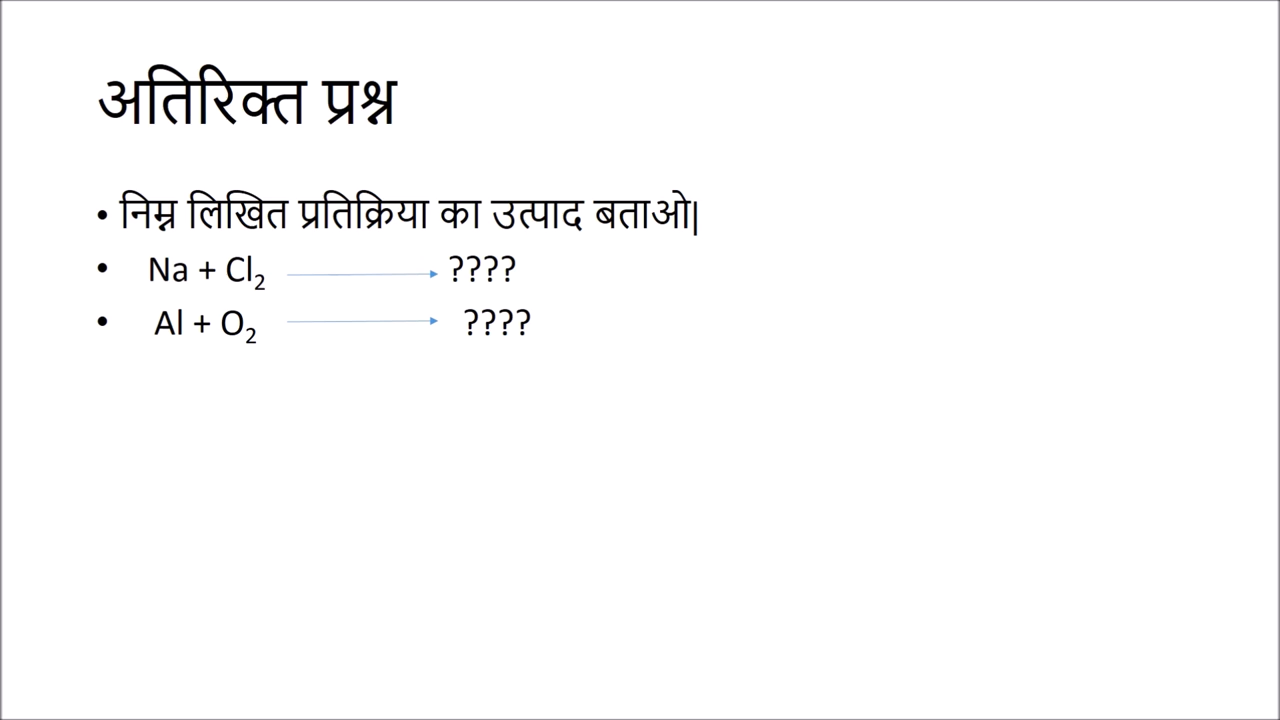 अतिरिक्त प्रश्न
• निम्न लिखित प्रतिक्रिया का उत्पाद बताओ|
• Na + Cl₂ → ????
• Al + O₂ → ????